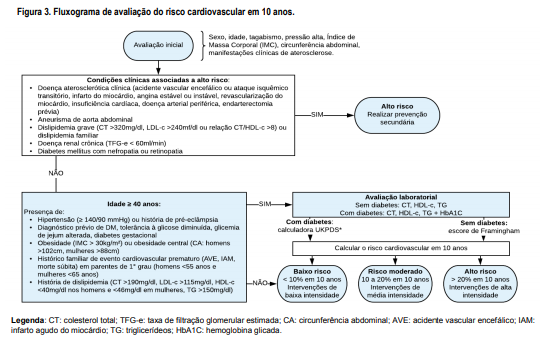 Figura 3. Fluxograma de avaliação do risco cardiovascular em 10 anos.
Avaliação inicial
Sexo, idade, tagabismo, pressão alta, Índice de
Massa Corporal (IMC), circunferência abdominal,
manifestações clínicas de aterosclerose.
Condições clínicas associadas a alto risco:
• Doença aterosclerótica clínica (acidente vascular encefálico ou ataque isquêmico
transitório, infarto do miocárdio, angina estável ou instável, revascularização do
miocárdio, insuficiência cardíaca, doença arterial periférica, endarterectomia
prévia)
• Aneurisma de aorta abdominal
• Dislipidemia grave (CT >320mg/dl, LDL-c >240mf/dl ou relação CT/HDL-c >8) ou
dislipidemia familiar
• Doença renal crônica (TFG-e < 60ml/min)
• Diabetes mellitus com nefropatia ou retinopatia
SIM
Alto risco
Realizar prevenção
secundária
NÃO
Idade ≥ 40 anos:
Presença de:
• Hipertensão (≥ 140/90 mmHg) ou história de pré-eclâmpsia
• Diagnóstico prévio de DM, tolerância à glicose diminuída, glicemia
de jejum alterada, diabetes gestacional
• Obesidade (IMC > 30kg/m²) ou obesidade central (CA: homens
>102cm, mulheres >88cm)
• Histórico familiar de evento cardiovascular prematuro (AVE, IAM,
morte súbita) em parentes de 1° grau (homens <55 anos e
mulheres <65 anos)
• História de dislipidemia (CT >190mg/dl, LDL-c >115mg/dl, HDL-c
<40mg/dl nos homens e <46mg/dl em mulheres, TG >150mg/dl)
SIM
Avaliação laboratorial
Sem diabetes: CT, HDL-c, TG
Com diabetes: CT, HDL-c, TG + HbA1C
Com diabetes:
calculadora UKPDS*
Sem diabetes:
escore de Framingham
Calcular o risco cardiovascular em 10 anos
NÃO
Baixo risco
< 10% em 10 anos
Intervenções de
baixa intensidade
Risco moderado
10 a 20% em 10 anos
Intervenções de
média intensidade
Alto risco
> 20% em 10 anos
Intervenções de alta
intensidade
Legenda: CT: colesterol total; TFG-e: taxa de filtração glomerular estimada; CA: circunferência abdominal; AVE: acidente vascular encefálico; IAM:
infarto agudo do miocárdio; TG: triglicerídeos; HbA1C: hemoglobina glicada.